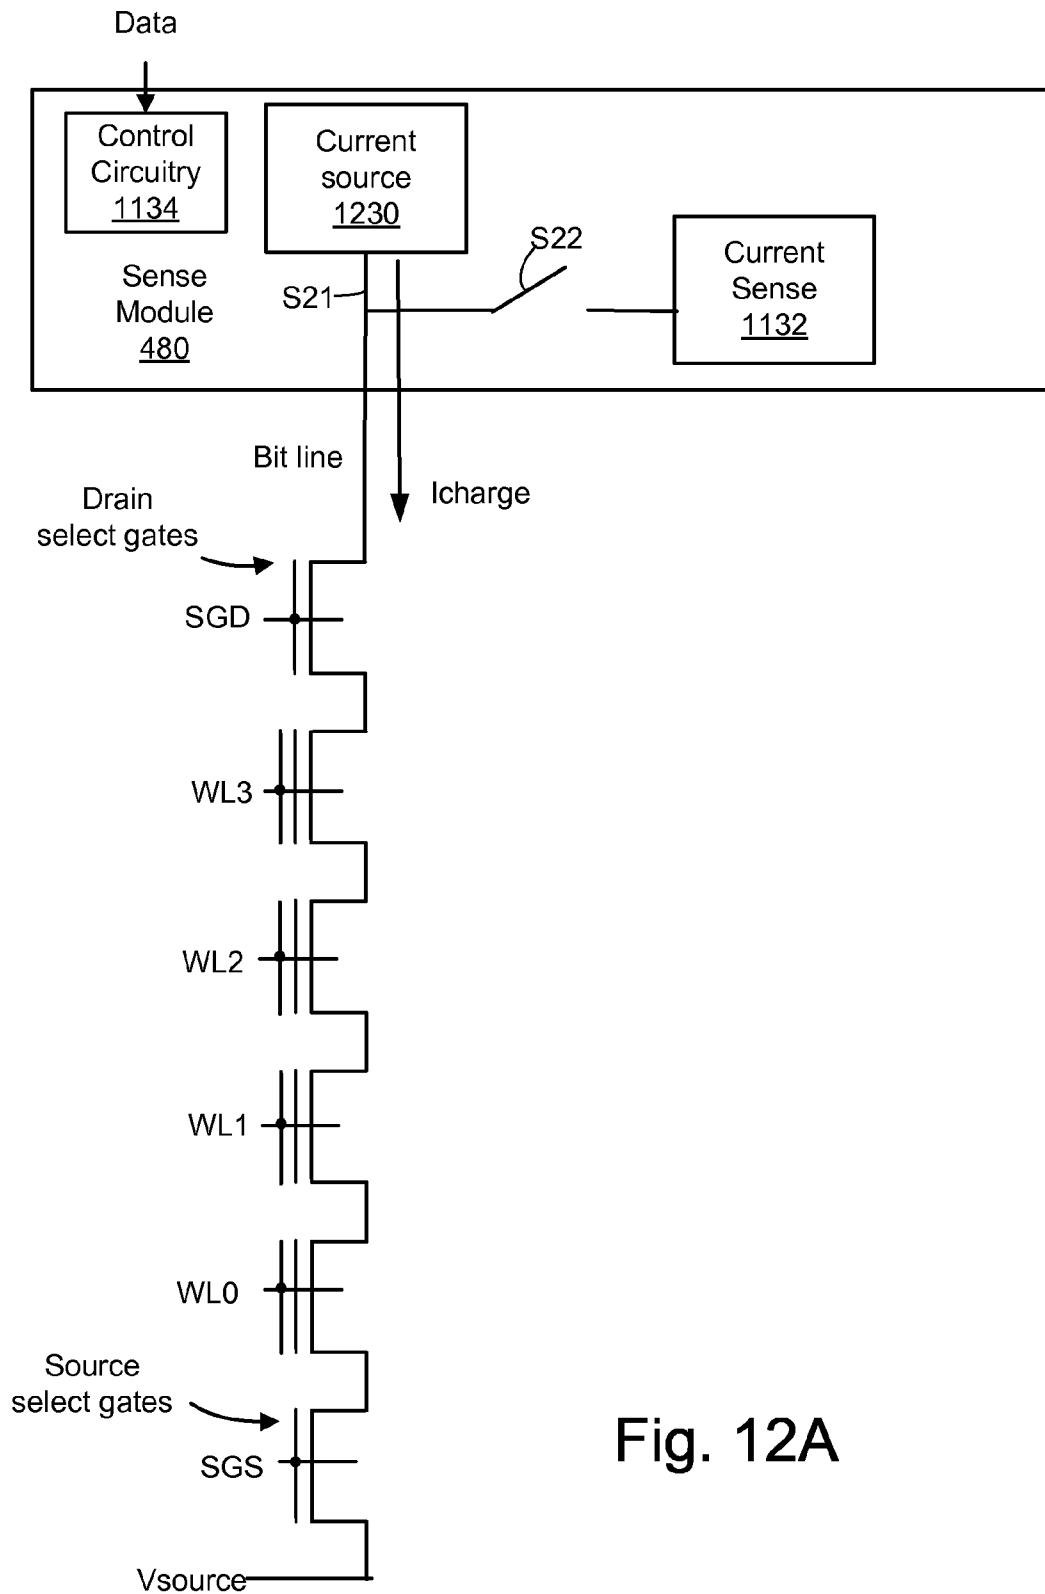 Data
Control
Circuitry
1134
Current
source
1230
S22
Current
Sense
1132
Sense
Module
480
S21
Bit line
Icharge
Drain
select gates
SGD
WL3
WL2
WL1
WL0
Source
select gates
SGS
Vsource
Fig. 12A